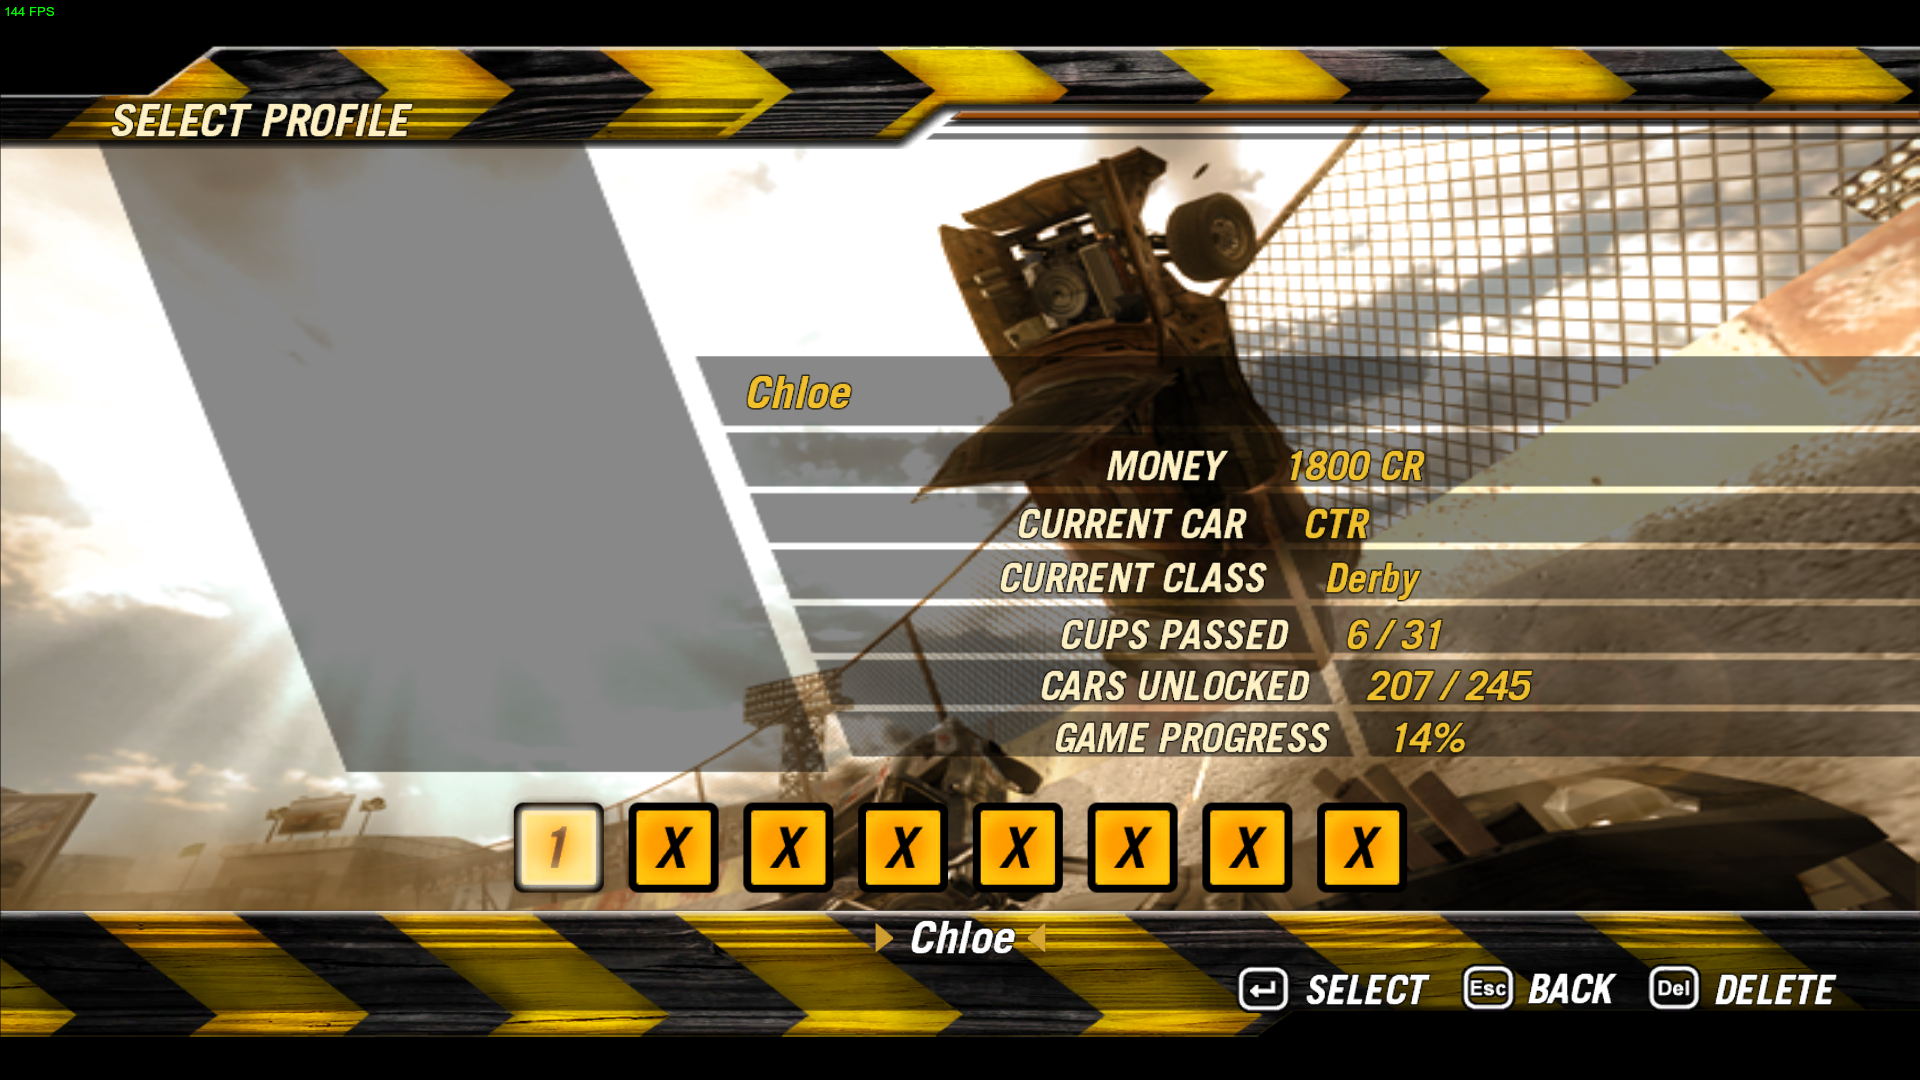 144 FPS
SELECT PROFILE
Chloe
MONEY 1800 CR
CURRENT CAR CTR
CURRENT CLASS Derby
CUPS PASSED 6 / 31
CARS UNLOCKED 207 / 245
GAME PROGRESS 14%
1 X X X X X X X
Chloe
SELECT Esc BACK Del DELETE